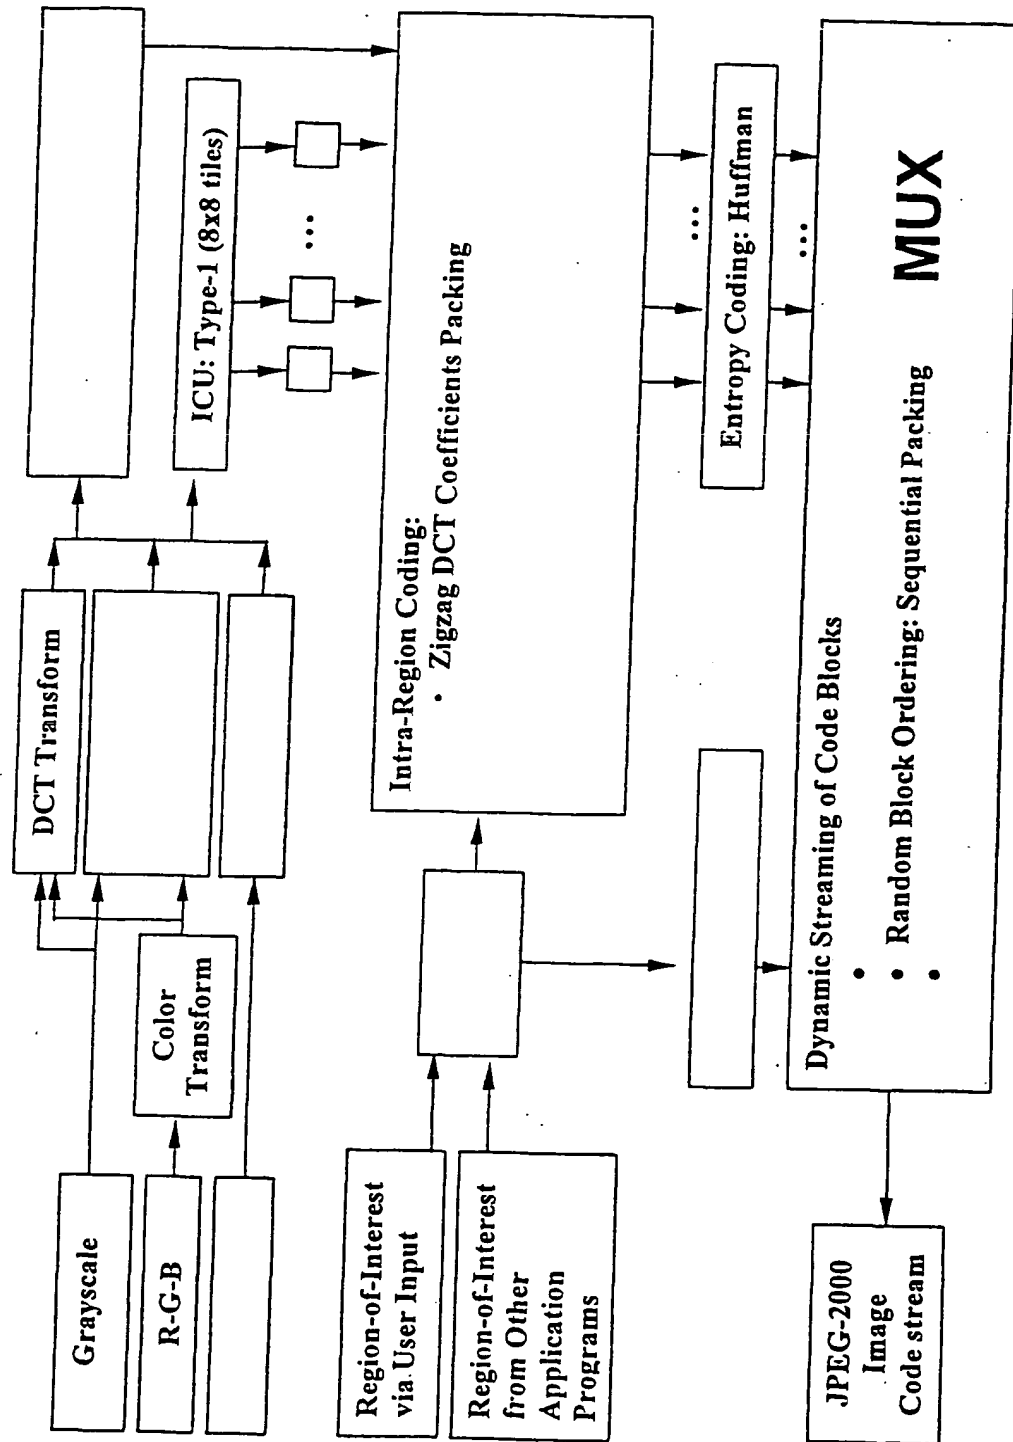 Grayscale
R-G-B
Color
Transform
DCT Transform
ICU: Type-1 (8x8 tiles)
...
Region-of-Interest
via User Input
Region-of-Interest
from Other
Application
Programs
Intra-Region Coding:
• Zigzag DCT Coefficients Packing
...
Entropy Coding: Huffman
...
Dynamic Streaming of Code Blocks
•
• Random Block Ordering: Sequential Packing
•
MUX
JPEG-2000
Image
Code stream